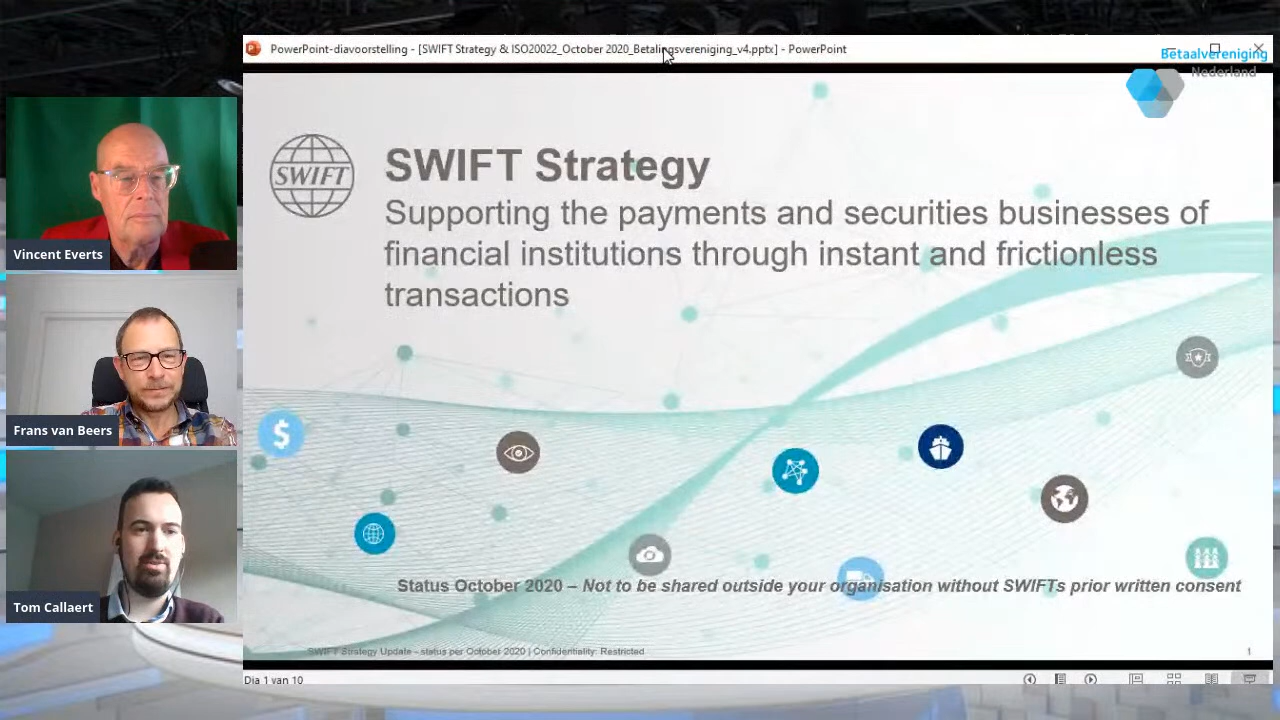 PowerPoint-diavoorstelling - [SWIFT Strategy & ISO20022_October 2020_Betalingsvereniging_v4.pptx] - PowerPoint
Betaalvereniging
Nederland
SWIFT
SWIFT Strategy
Supporting the payments and securities businesses of
financial institutions through instant and frictionless
transactions
$
Vincent Everts
Frans van Beers
Tom Callaert
Status October 2020 – Not to be shared outside your organisation without SWIFTs prior written consent
SWIFT Strategy Update - status per October 2020 | Confidentiality: Restricted
1
Dia 1 van 10